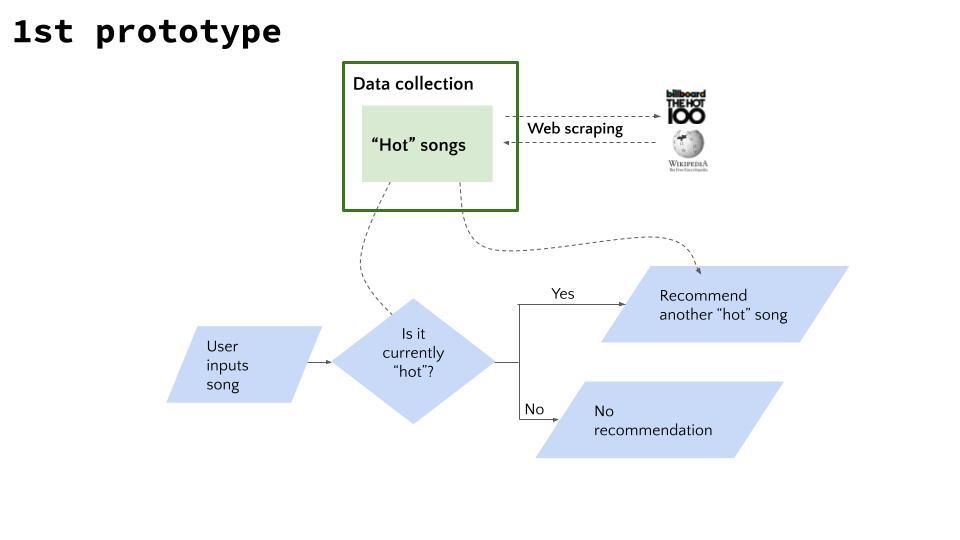 1st prototype
Data collection
“Hot” songs
Web scraping
billboard
THE HOT
100
WIKIPEDIA
The Free Encyclopedia
Is it
currently
“hot”?
User
inputs
song
Yes
Recommend
another “hot” song
No
No
recommendation